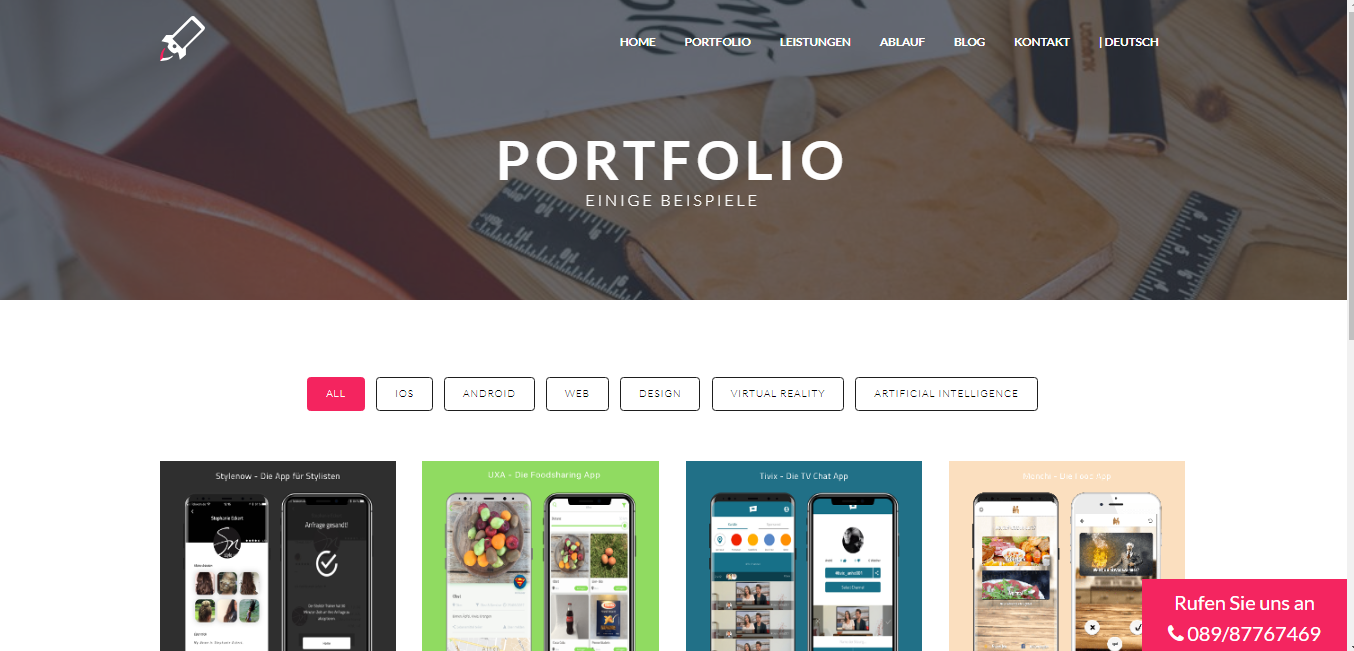 HOME PORTFOLIO LEISTUNGEN ABLAUF BLOG KONTAKT | DEUTSCH
PORTFOLIO
EINIGE BEISPIELE
ALL IOS ANDROID WEB DESIGN VIRTUAL REALITY ARTIFICIAL INTELLIGENCE
Stylenow - Die App für Stylisten
UXA - Die Foodsharing App
Tivix - Die TV Chat App
Die Food App
Anfrage gesandt!
Rufen Sie uns an
089/87767469